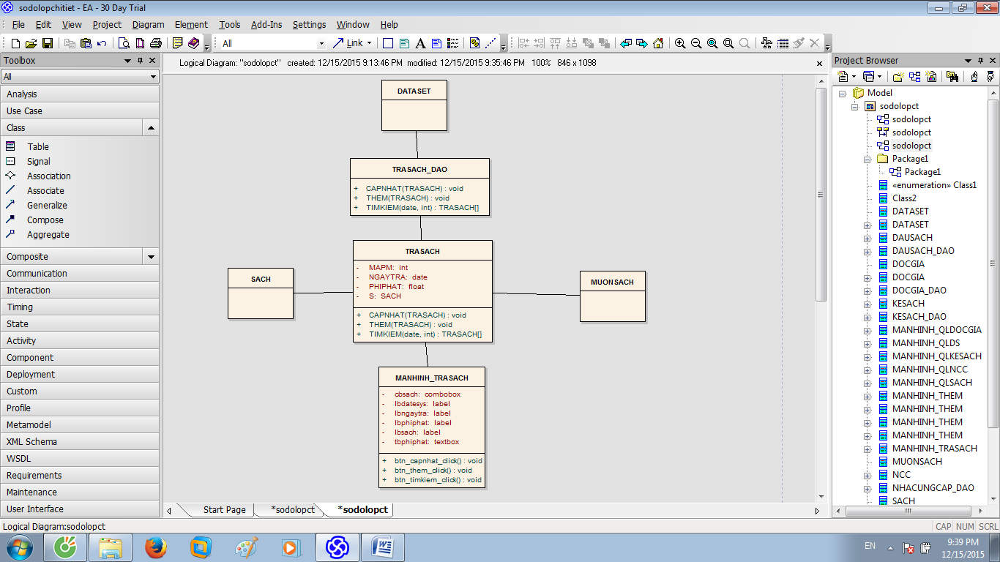 sodolopchitiet - EA - 30 Day Trial
File Edit View Project Diagram Element Tools Add-Ins Settings Window Help
All Link
Toolbox
All
Analysis
Use Case
Class
Table
Signal
Association
Associate
Generalize
Compose
Aggregate
Composite
Communication
Interaction
Timing
State
Activity
Component
Deployment
Custom
Profile
Metamodel
XML Schema
WSDL
Requirements
Maintenance
User Interface
Logical Diagram: "sodolopct" created: 12/15/2015 9:13:46 PM modified: 12/15/2015 9:35:46 PM 100% 846 x 1098
DATASET
TRASACH_DAO
+ CAPNHAT(TRASACH) : void
+ THEM(TRASACH) : void
+ TIMKIEM(date, int) : TRASACH[]
TRASACH
- MAPM: int
- NGAYTRA: date
- PHIPHAT: float
- S: SACH
+ CAPNHAT(TRASACH) : void
+ THEM(TRASACH) : void
+ TIMKIEM(date, int) : TRASACH[]
SACH
MUONSACH
MANHINH_TRASACH
- cbsach: combobox
- lbdatesys: label
- lbngaytra: label
- lbphiphat: label
- lbsach: label
- tbphiphat: textbox
+ btn_capnhat_click() : void
+ btn_them_click() : void
+ btn_timkiem_click() : void
Start Page *sodolopct *sodolopct
Project Browser
Model
sodolopct
sodolopct
sodolopct
sodolopct
Package1
Package1
«enumeration» Class1
Class2
DATASET
DATASET
DAUSACH
DAUSACH_DAO
DOCGIA
DOCGIA
DOCGIA_DAO
KESACH
KESACH_DAO
MANHINH_QLDOCGIA
MANHINH_QLDS
MANHINH_QLKESACH
MANHINH_QLNCC
MANHINH_QLSACH
MANHINH_THEM
MANHINH_THEM
MANHINH_THEM
MANHINH_THEM
MANHINH_TRASACH
MUONSACH
NCC
NHACUNGCAP_DAO
SACH
Logical Diagram:sodolopct
CAP NUM SCRL
EN
9:39 PM
12/15/2015